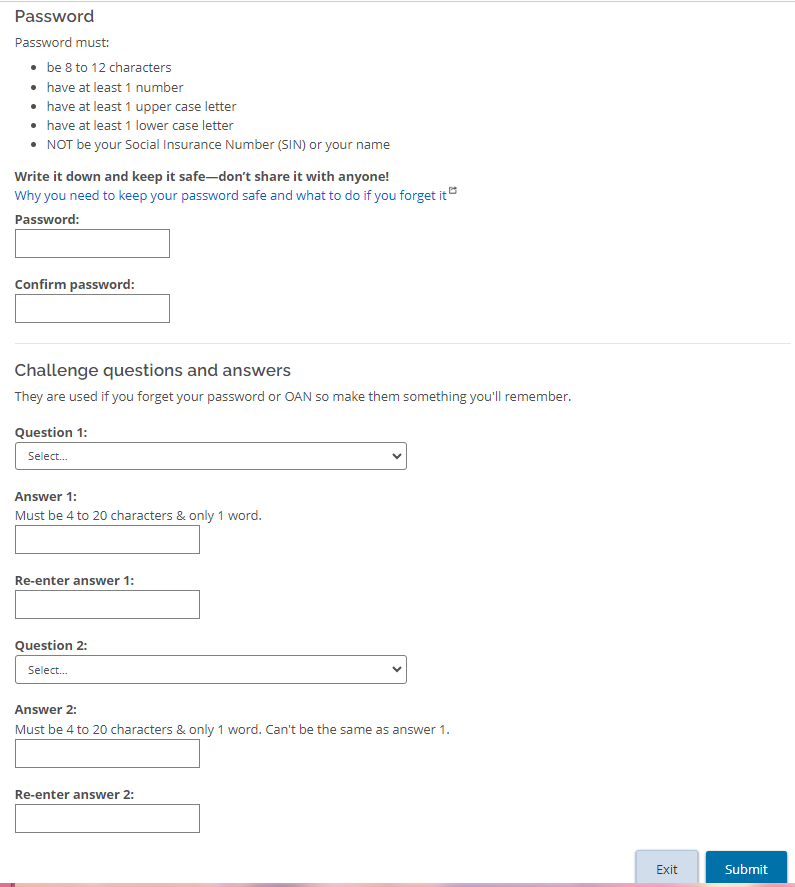 Password
Password must:
be 8 to 12 characters
have at least 1 number
have at least 1 upper case letter
have at least 1 lower case letter
NOT be your Social Insurance Number (SIN) or your name
Write it down and keep it safe—don’t share it with anyone!
Why you need to keep your password safe and what to do if you forget it
Password:
Confirm password:
Challenge questions and answers
They are used if you forget your password or OAN so make them something you'll remember.
Question 1:
Select...
Answer 1:
Must be 4 to 20 characters & only 1 word.
Re-enter answer 1:
Question 2:
Select...
Answer 2:
Must be 4 to 20 characters & only 1 word. Can't be the same as answer 1.
Re-enter answer 2:
Exit Submit